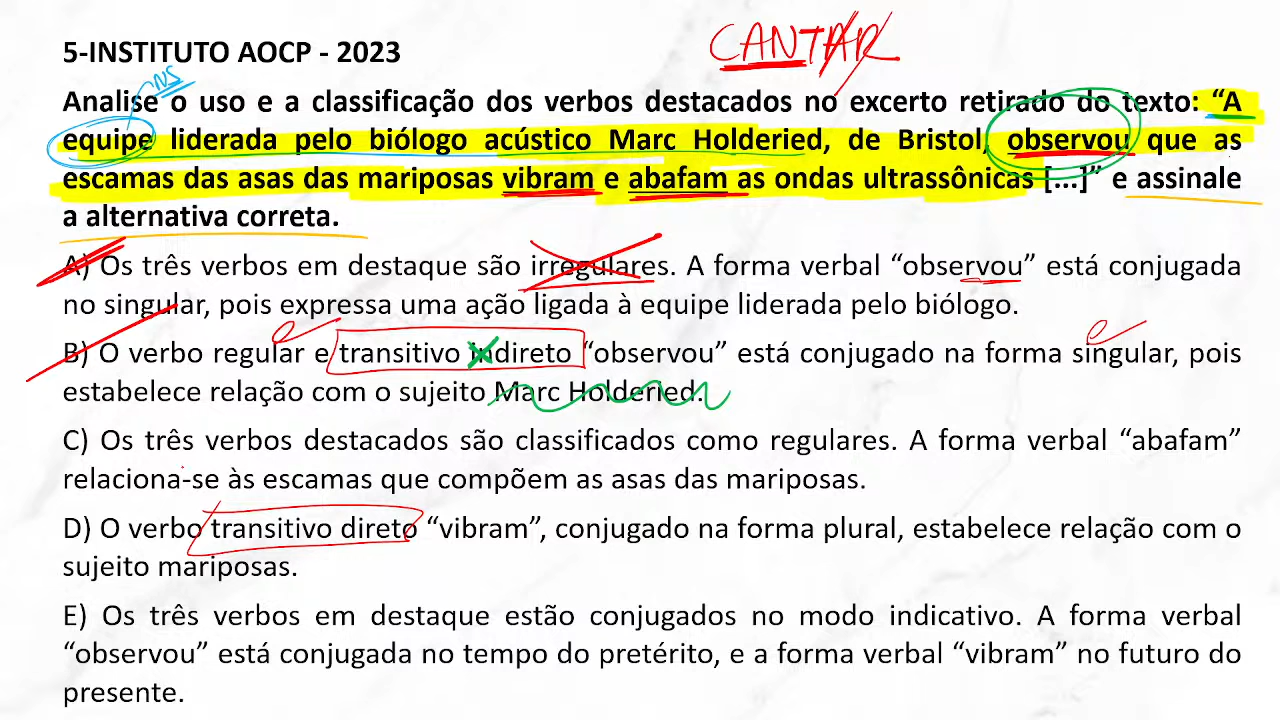 CANTAR
5-INSTITUTO AOCP - 2023
NS
Analise o uso e a classificação dos verbos destacados no excerto retirado do texto: “A
equipe liderada pelo biólogo acústico Marc Holderied, de Bristol, observou que as
escamas das asas das mariposas vibram e abafam as ondas ultrassônicas [...]” e assinale
a alternativa correta.
A) Os três verbos em destaque são irregulares. A forma verbal “observou” está conjugada
no singular, pois expressa uma ação ligada à equipe liderada pelo biólogo.
B) O verbo regular e transitivo indireto “observou” está conjugado na forma singular, pois
estabelece relação com o sujeito Marc Holderied.
C) Os três verbos destacados são classificados como regulares. A forma verbal “abafam”
relaciona-se às escamas que compõem as asas das mariposas.
D) O verbo transitivo direto “vibram”, conjugado na forma plural, estabelece relação com o
sujeito mariposas.
E) Os três verbos em destaque estão conjugados no modo indicativo. A forma verbal
“observou” está conjugada no tempo do pretérito, e a forma verbal “vibram” no futuro do
presente.